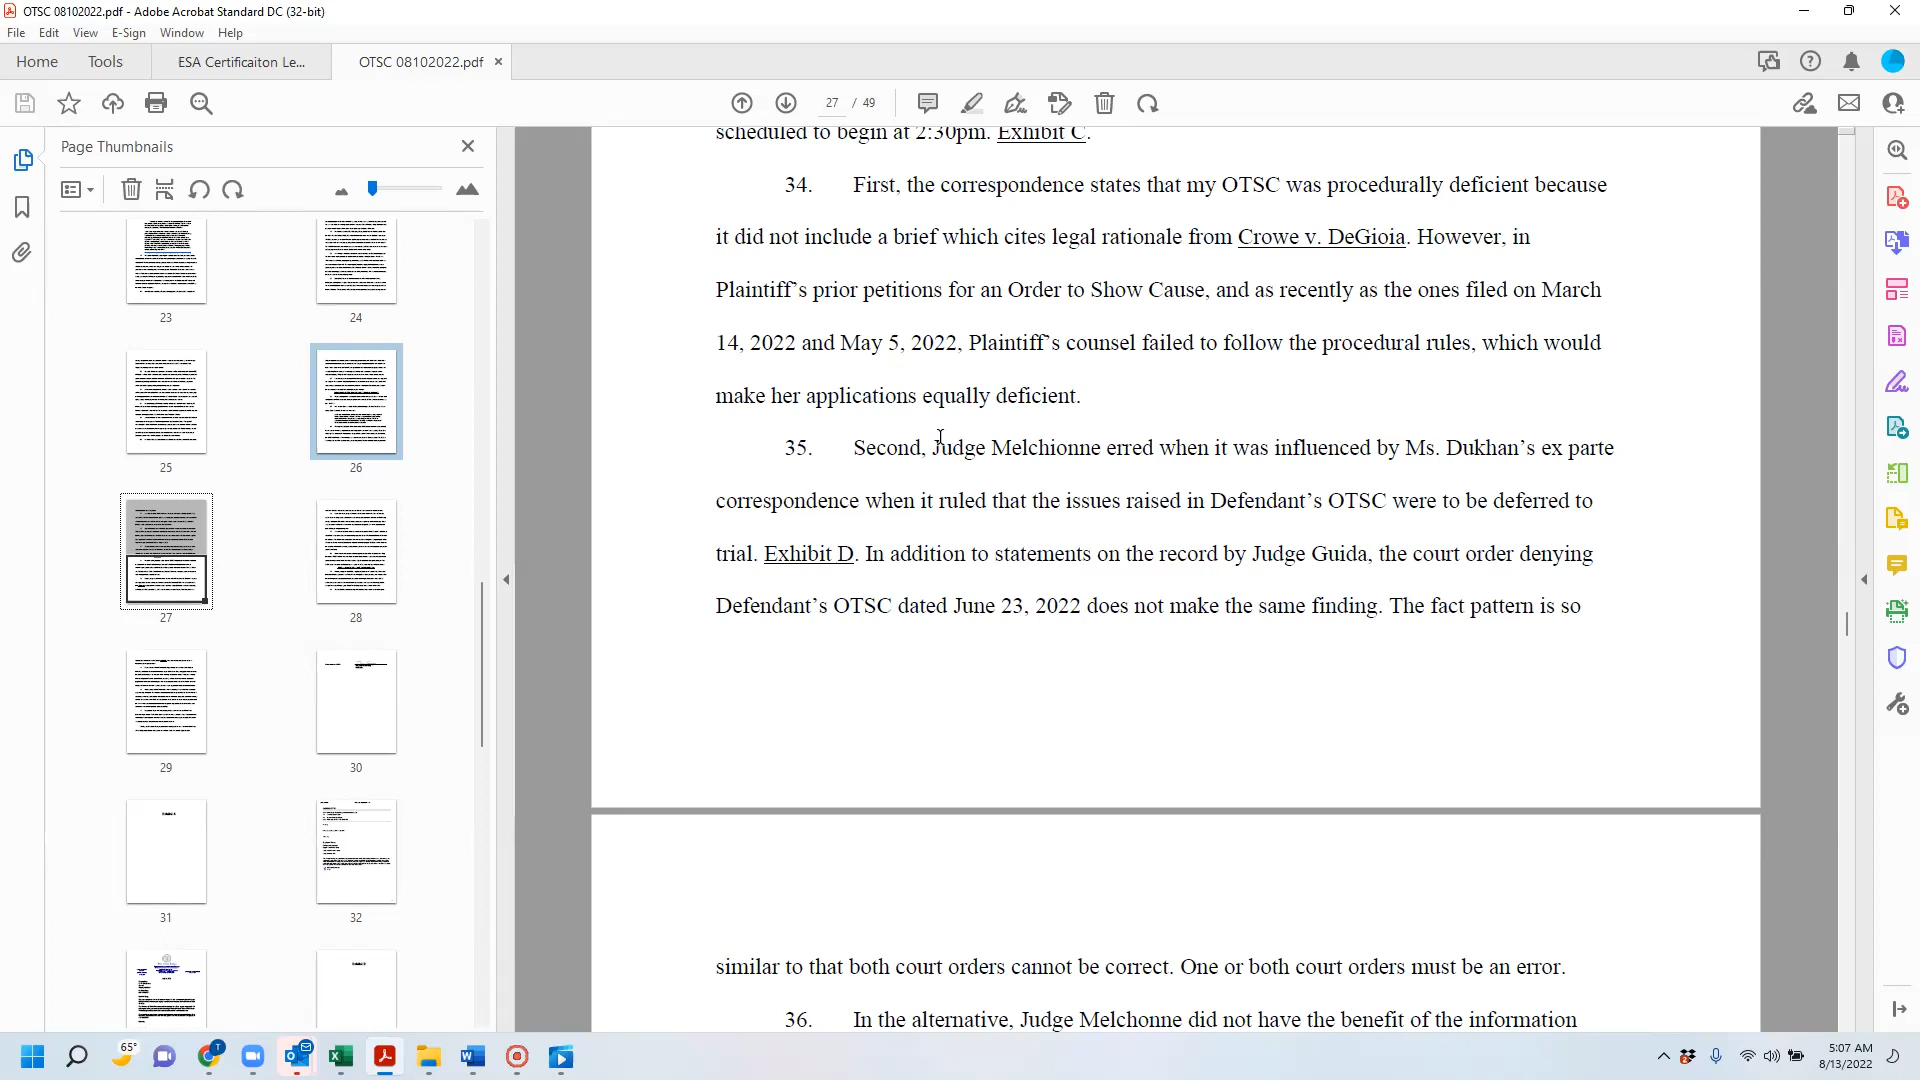 OTSC 08102022.pdf - Adobe Acrobat Standard DC (32-bit)
File Edit View E-Sign Window Help
Home Tools ESA Certificaiton Le... OTSC 08102022.pdf
27 / 49
Page Thumbnails
23 24
25 26
27 28
29 30
31 32
scheduled to begin at 2:30pm. Exhibit C.
34. First, the correspondence states that my OTSC was procedurally deficient because
it did not include a brief which cites legal rationale from Crowe v. DeGioia. However, in
Plaintiff’s prior petitions for an Order to Show Cause, and as recently as the ones filed on March
14, 2022 and May 5, 2022, Plaintiff’s counsel failed to follow the procedural rules, which would
make her applications equally deficient.
35. Second, Judge Melchionne erred when it was influenced by Ms. Dukhan’s ex parte
correspondence when it ruled that the issues raised in Defendant’s OTSC were to be deferred to
trial. Exhibit D. In addition to statements on the record by Judge Guida, the court order denying
Defendant’s OTSC dated June 23, 2022 does not make the same finding. The fact pattern is so
similar to that both court orders cannot be correct. One or both court orders must be an error.
36. In the alternative, Judge Melchonne did not have the benefit of the information
65°
5:07 AM
8/13/2022